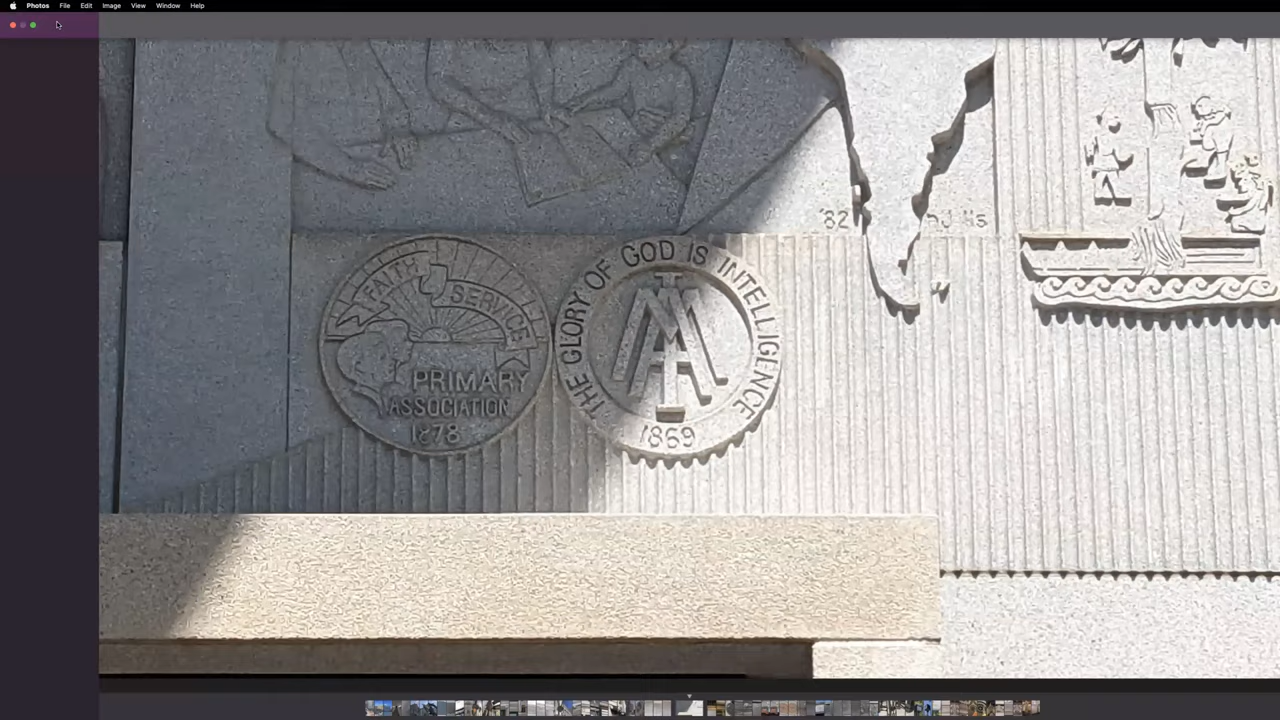 Photos File Edit Image View Window Help
'82
FAITH
SERVICE
PRIMARY
ASSOCIATION
1878
THE GLORY OF GOD IS INTELLIGENCE
MIA
1869